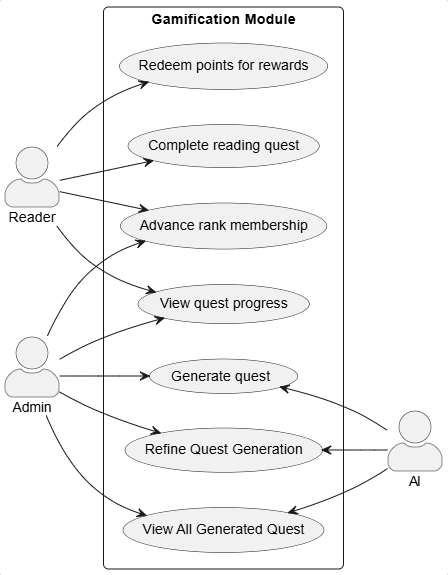 Gamification Module
Redeem points for rewards
Complete reading quest
Reader
Advance rank membership
View quest progress
Generate quest
Admin
Refine Quest Generation
AI
View All Generated Quest